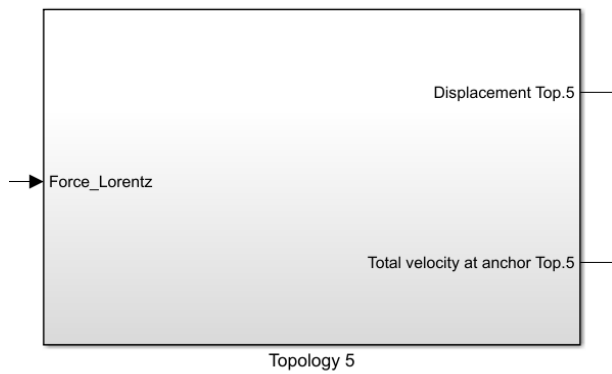 Displacement Top.5
Force_Lorentz
Total velocity at anchor Top.5
Topology 5